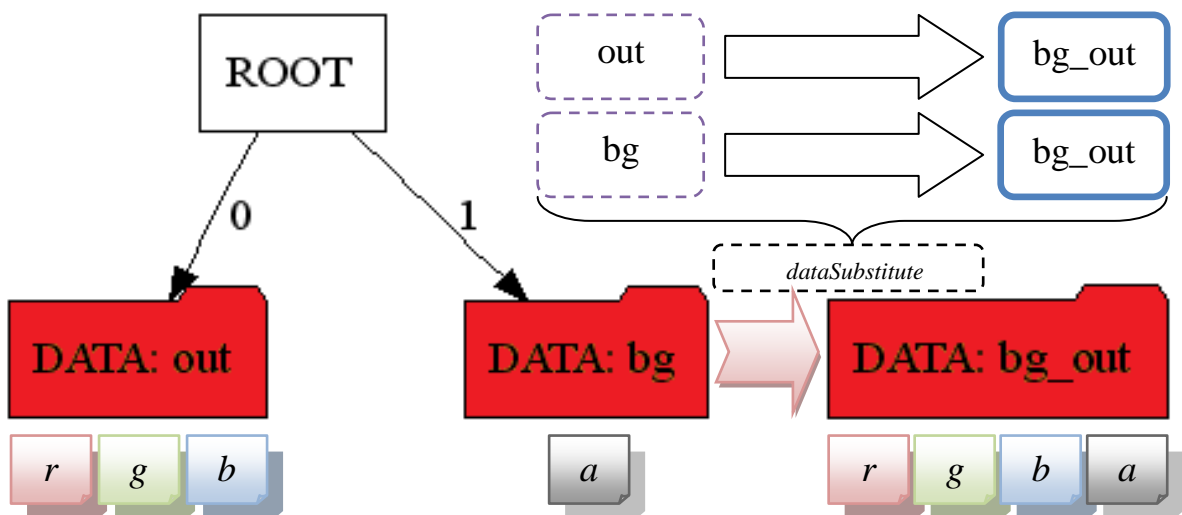 ROOT
out
bg_out
bg
bg_out
0
1
dataSubstitute
DATA: out
DATA: bg
DATA: bg_out
r g b
a
r g b a